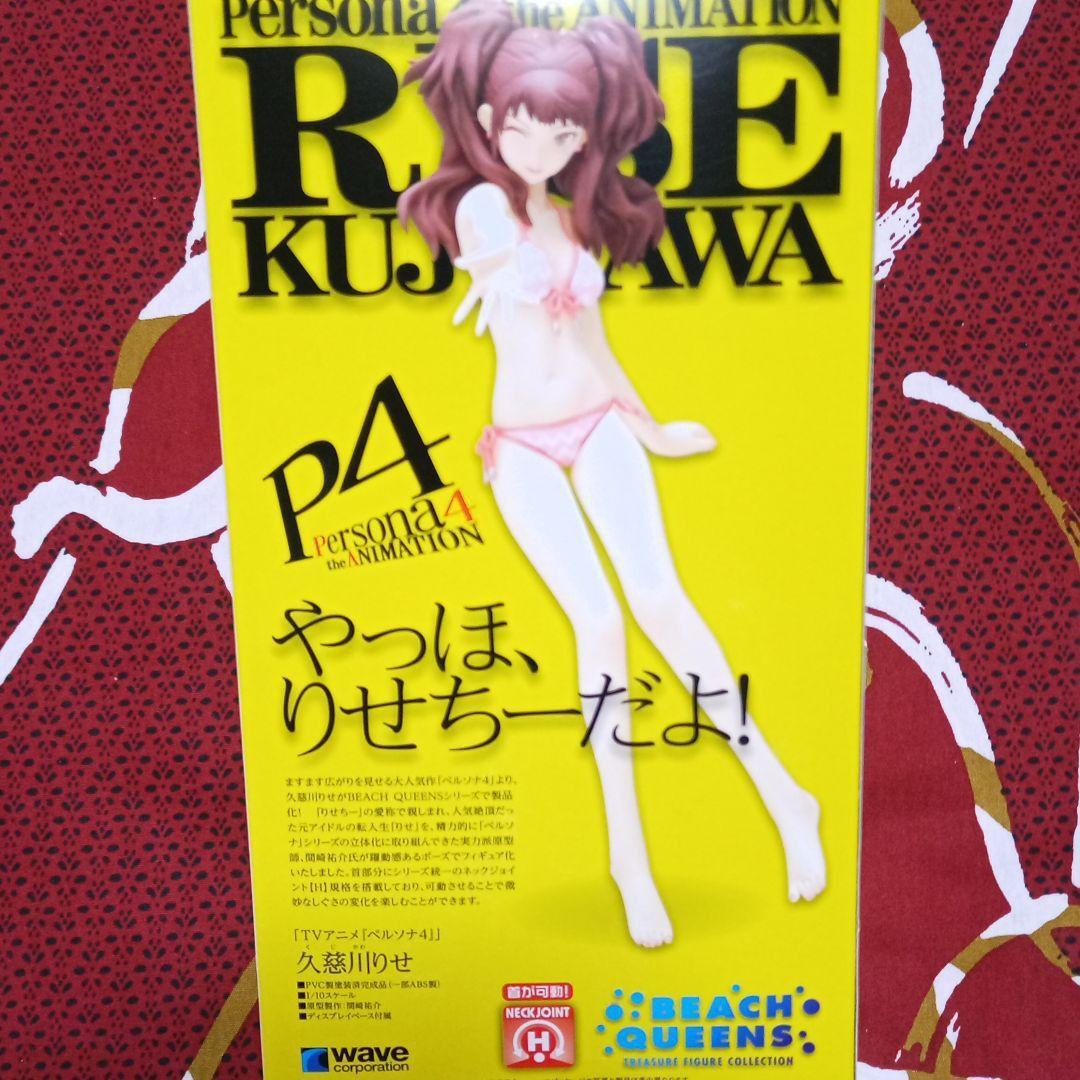 Persona 4 the ANIMATION
RISE
KUJIKAWA
P4
Persona4
the ANIMATION
やっほ、
りせちーだよ!
ますます広がりを見せる大人気作「ペルソナ4」より、
久慈川りせがBEACH QUEENSシリーズで製品
化! 「りせちー」の愛称で親しまれ、人気絶頂だっ
た元アイドルの転入生「りせ」を、精力的に「ペルソ
ナ」シリーズの立体化に取り組んできた実力派原型
師、間崎祐介氏が躍動感あるポーズでフィギュア化
いたしました。首部分にシリーズ統一のネックジョイ
ント【H】規格を搭載しており、可動させることで微
妙なしぐさの変化を楽しむことができます。
「TVアニメ『ペルソナ4』」
く じ かわ
久慈川りせ
■PVC製塗装済完成品(一部ABS製)
■1/10スケール
■原型製作:間崎祐介
■ディスプレイベース付属
wave
corporation
首が可動!
NECK JOINT
H
BEACH
QUEENS
TREASURE FIGURE COLLECTION